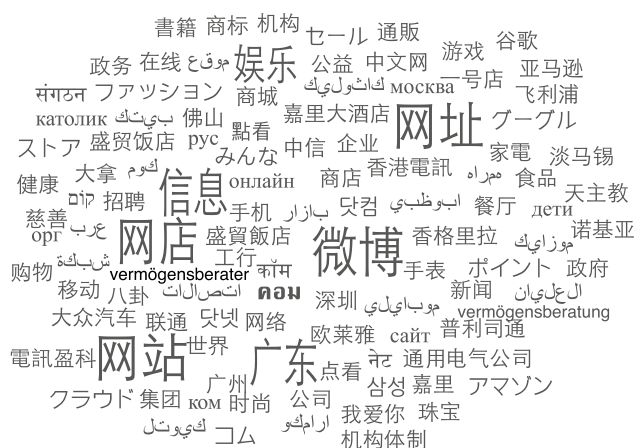 書籍 商标 机构 セール 通販
政务 在线 موقع 娱乐 公益 中文网 游戏 谷歌
संगठन ファッション 商城 كاثوليك москва 一号店 亚马逊
католик بيتك 佛山 嘉里大酒店 网址 グーグル 飞利浦
ストア 盛贸饭店 рус 點看 みんな 中信 企业 家電 淡马锡
健康 大拿 كوم 信息 онлайн 商店 香港電訊 همراه 食品 天主教
קום 招聘 手机 بازار 닷컴 ابوظبي 餐厅 дети
慈善 орг عرب 网店 盛貿飯店 微博 香格里拉 موزايك 诺基亚
购物 شبكة vermögensberater 工行 कॉम 手表 ポイント 政府
移动 八卦 اتصالات คอม 深圳 موبايلي 新闻 العليان
大众汽车 联通 닷넷 网络 欧莱雅 сайт 普利司通 vermögensberatung
電訊盈科 网站 世界 广东 点看 नेट 通用电气公司
广州 삼성 嘉里 アマゾン
クラウド 集团 ком 时尚 公司 我爱你 珠宝
الكويت コム ارامكو 机构体制